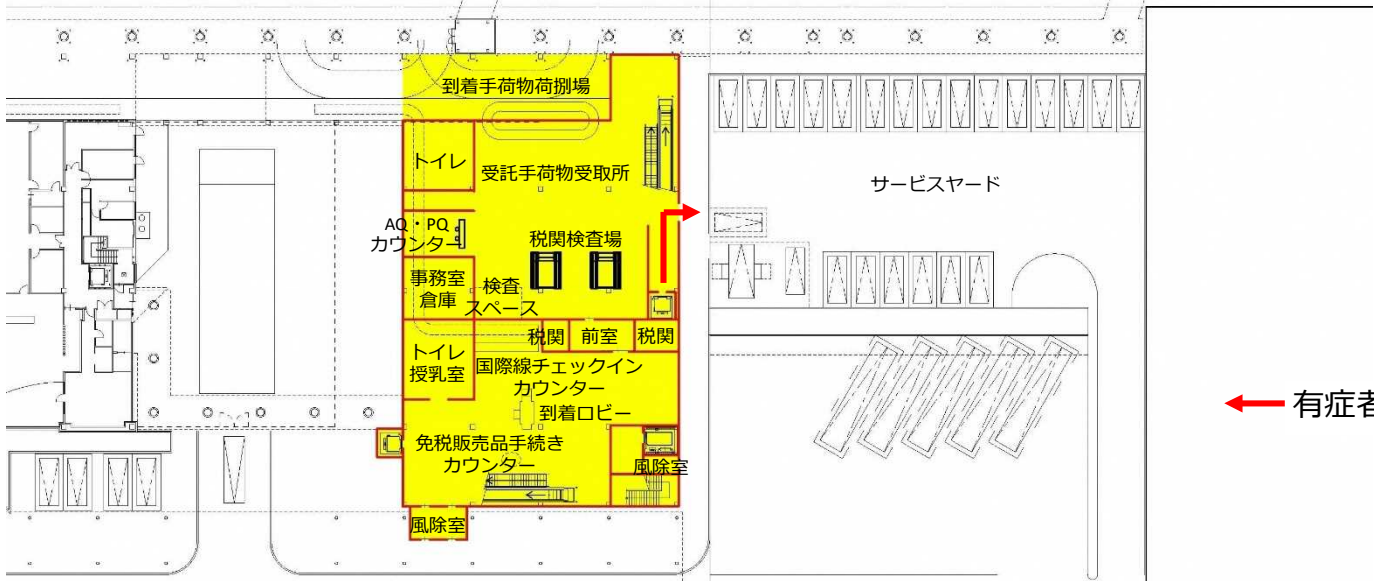 到着手荷物荷捌場
トイレ
受託手荷物受取所
サービスヤード
AQ・PQ
カウンター
税関検査場
事務室
倉庫
検査
スペース
税関
前室
税関
トイレ
授乳室
国際線チェックイン
カウンター
到着ロビー
有症者
免税販売品手続き
カウンター
風除室
風除室